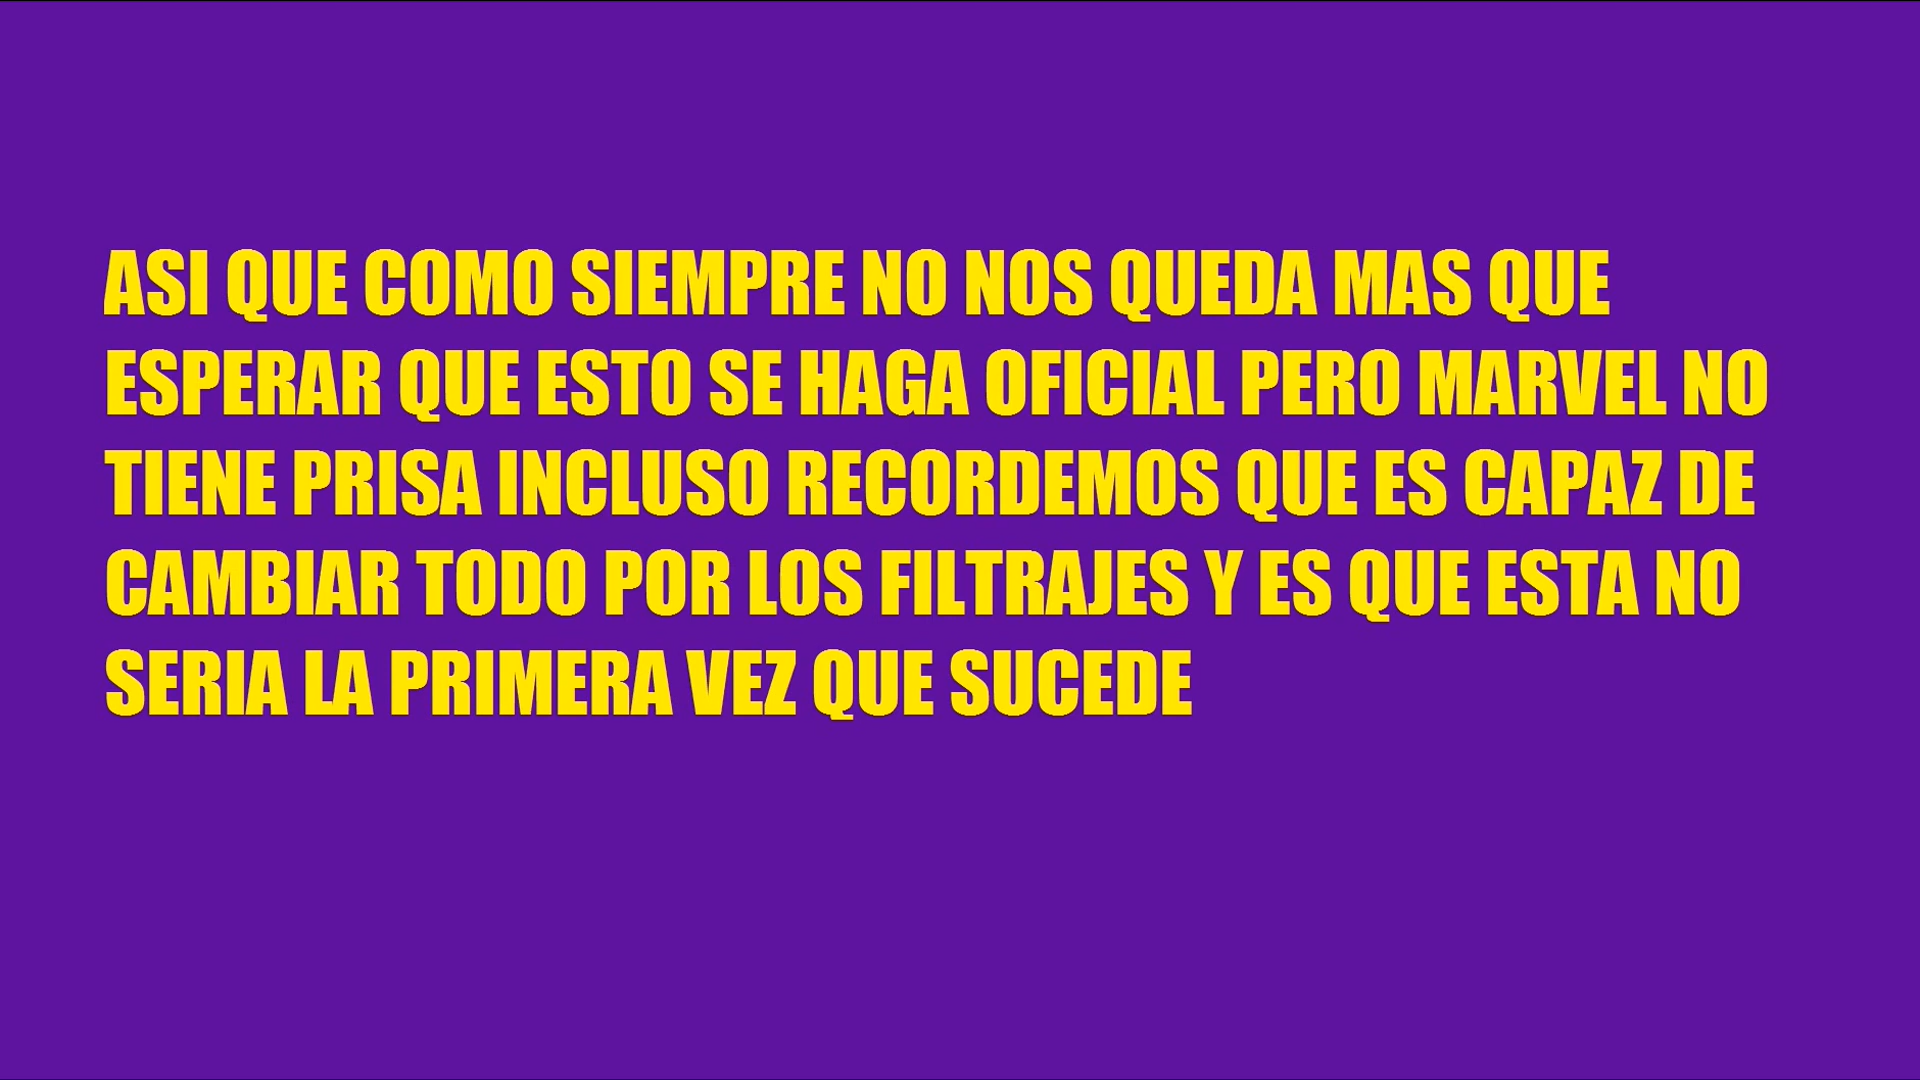 ASI QUE COMO SIEMPRE NO NOS QUEDA MAS QUE
ESPERAR QUE ESTO SE HAGA OFICIAL PERO MARVEL NO
TIENE PRISA INCLUSO RECORDEMOS QUE ES CAPAZ DE
CAMBIAR TODO POR LOS FILTRAJES Y ES QUE ESTA NO
SERIA LA PRIMERA VEZ QUE SUCEDE